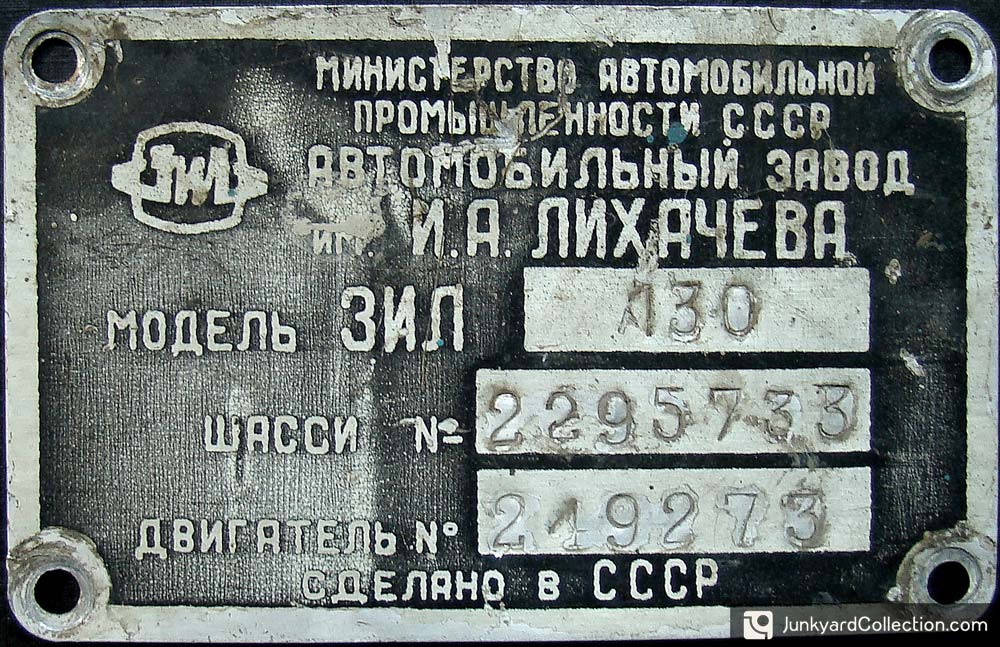 МИНИСТЕРСТВО АВТОМОБИЛЬНОЙ
ПРОМЫШЛЕННОСТИ СССР
ЗИЛ
АВТОМОБИЛЬНЫЙ ЗАВОД
ИМ. И.А. ЛИХАЧЕВА
МОДЕЛЬ ЗИЛ 130
ШАССИ № 2295733
ДВИГАТЕЛЬ № 219273
СДЕЛАНО В СССР
JunkyardCollection.com